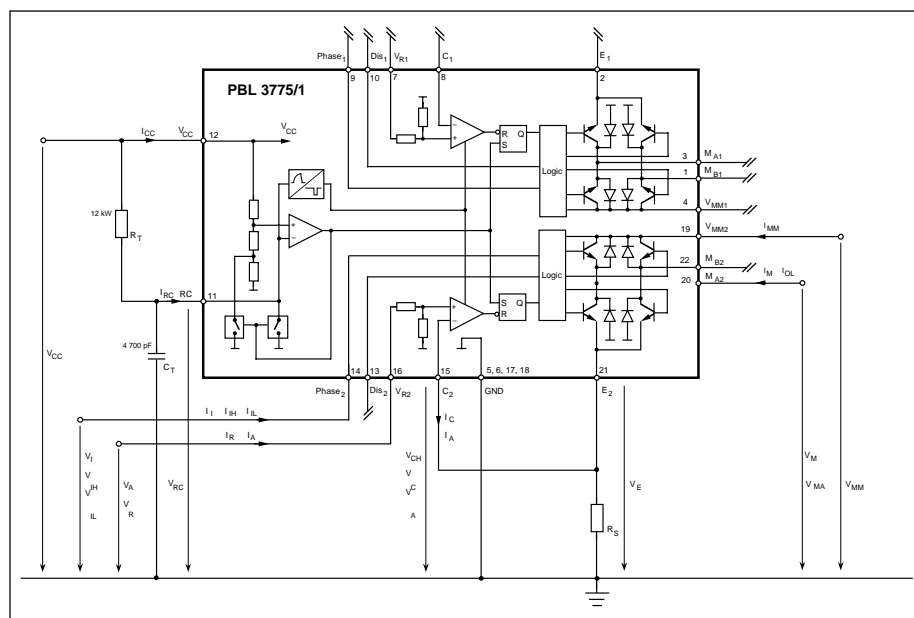 Phase1 Dis1 VR1 C1 E1
9 10 7 8 2
PBL 3775/1
ICC VCC 12 VCC
R Q
S
Logic
3 MA1
1 MB1
4 VMM1
12 kW
RT
19 VMM2 IMM
22 MB2
20 MA2 IM IOL
Logic
S Q
R
IRC RC 11
4 700 pF
CT
VCC
14 13 16 15 5, 6, 17, 18 21
Phase2 Dis2 VR2 C2 GND E2
II IIH IIL
IR IA
IC
IA
VI
VIH
VIL
VA
VR
VRC
VCH
VC
VA
VE
RS
VM
VMA
VMM
+
−
+
−
+
−